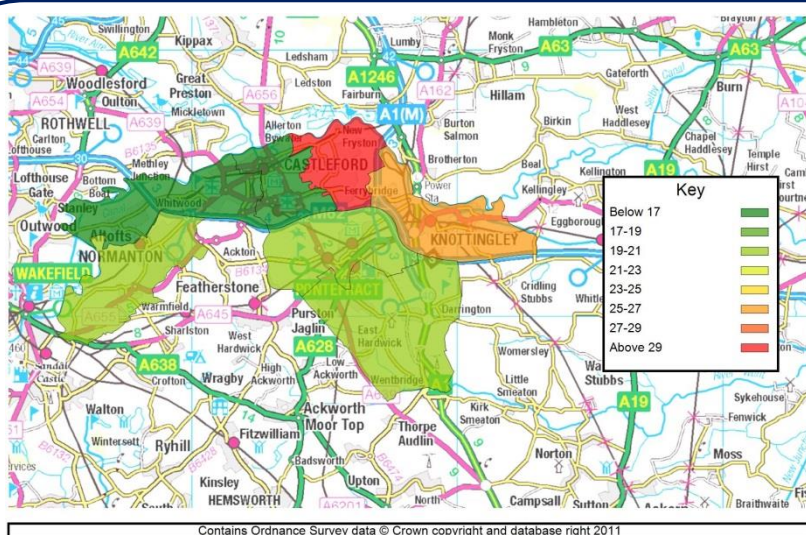 Swillington
Kippax
Ledsham
Lumby
Monk
Fryston
Hambleton
Brayton
A63
A63
A642
A639
Woodlesford
Oulton
Great
Preston
Ledston
A1246
Fairburn
A162
Hillam
Gateforth
Burn
A654
A639
Mickletown
A656
ROTHWELL
Allerton
Bywater
New
Fryston
A1(M)
Burton
Salmon
Birkin
West
Haddlesey
Chapel
Haddlesey
Carlton
Methley
Junction
CASTLEFORD
Brotherton
Beal
Kellington
A19
Temple
Hirst
Lofthouse
Gate
Bottom
Boat
Stanley
Whitwood
Ferrybridge
Power
Sta
Kellingley
Outwood
Altofts
NORMANTON
Ackton
KNOTTINGLEY
Eggborough
WAKEFIELD
Featherstone
PONTEFRACT
Cridling
Stubbs
A655
Warmfield
A645
Purston
Jaglin
Darrington
Sharlston
West
Hardwick
East
Hardwick
Womersley
A638
Crofton
High
Ackworth
A628
Low
Ackworth
Wentbridge
Little
Smeaton
Stubbs
A19
Wragby
Walton
Ackworth
Moor Top
Thorpe
Audlin
Kirk
Smeaton
Sykehouse
Fenwick
Wintersett
Ryhill
Fitzwilliam
Badsworth
Norton
Moss
Kinsley
HEMSWORTH
Upton
A6201
North
Campsall
Sutton
Braithwaite
Key
Below 17
17-19
19-21
21-23
23-25
25-27
27-29
Above 29
Contains Ordnance Survey data © Crown copyright and database right 2011